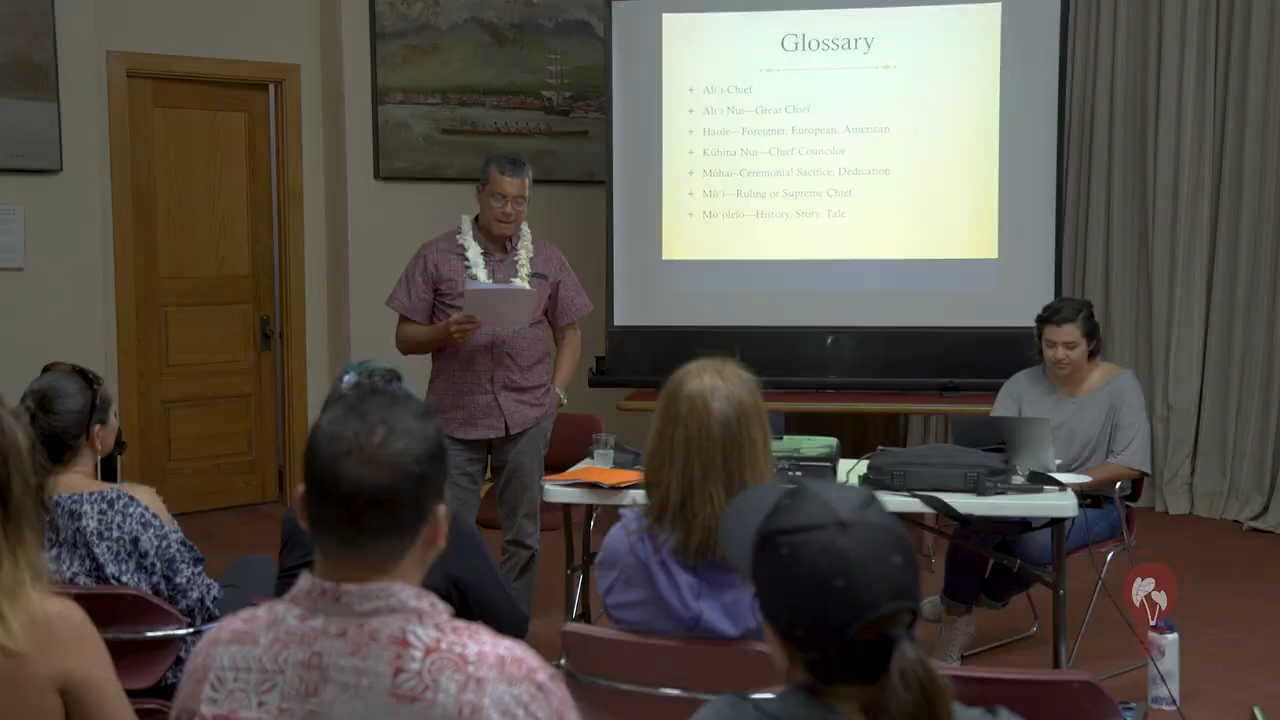 Glossary
+ Ali‘i-Chief
+ Ali‘i Nui—Great Chief
+ Haole—Foreigner, European, American
+ Kūhina Nui—Chief Councilor
+ Mōhai–Ceremonial Sacifice, Dedication
+ Mō‘ī—Ruling or Supreme Chief
+ Mo‘olelo—History, Story, Tale